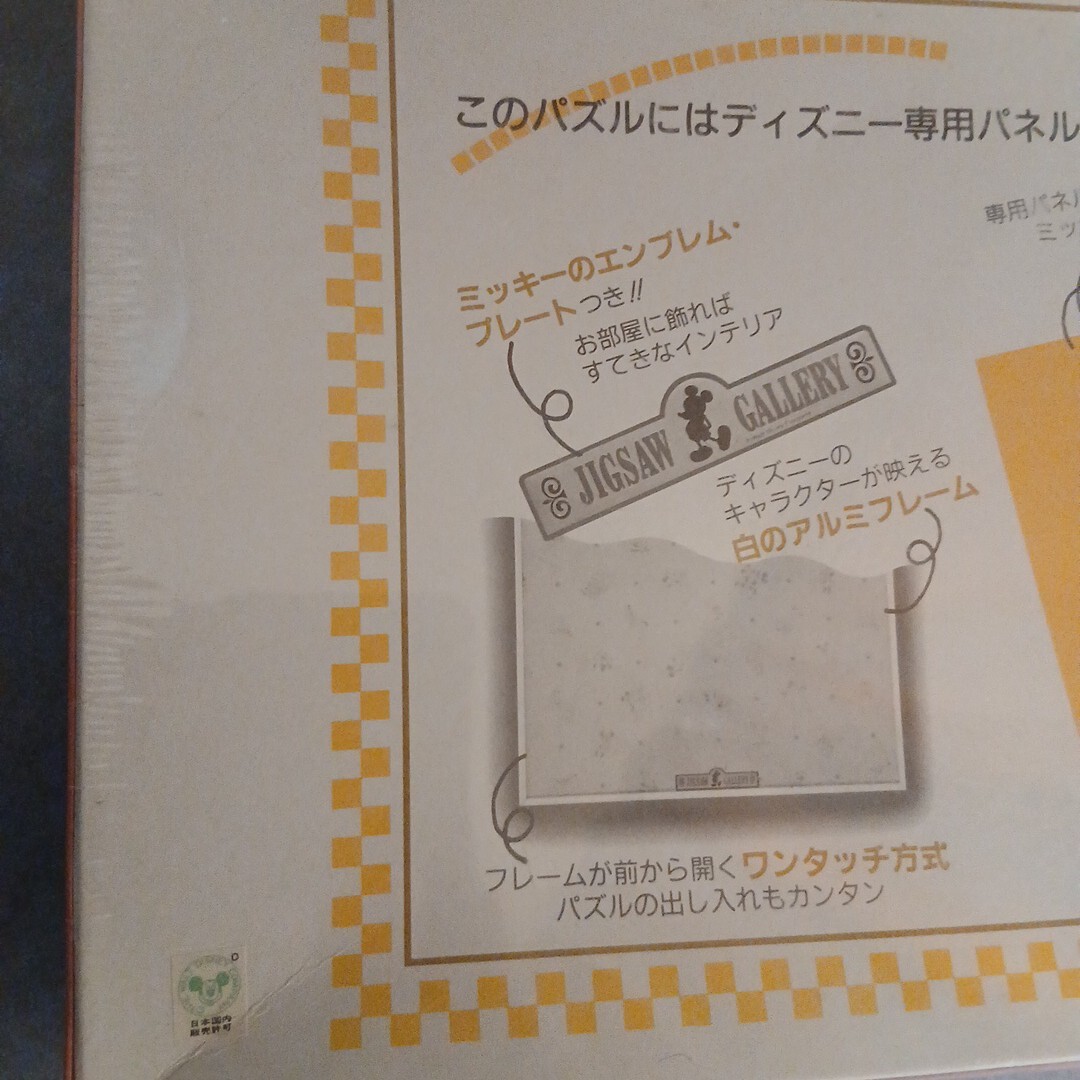 このパズルにはディズニー専用パネル
専用パネル
ミッ
ミッキーのエンブレム・
プレートつき!!
お部屋に飾れば
すてきなインテリア
JIGSAW GALLERY
ディズニーの
キャラクターが映える
白のアルミフレーム
JIGSAW GALLERY
フレームが前から開くワンタッチ方式
パズルの出し入れもカンタン
O
日本国内
販売許可